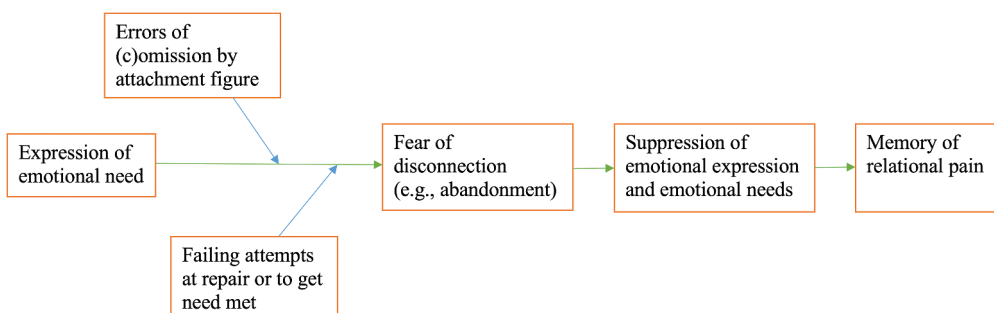 Errors of
(c)omission by
attachment figure
Expression of
emotional need
Fear of
disconnection
(e.g., abandonment)
Suppression of
emotional expression
and emotional needs
Memory of
relational pain
Failing attempts
at repair or to get
need met